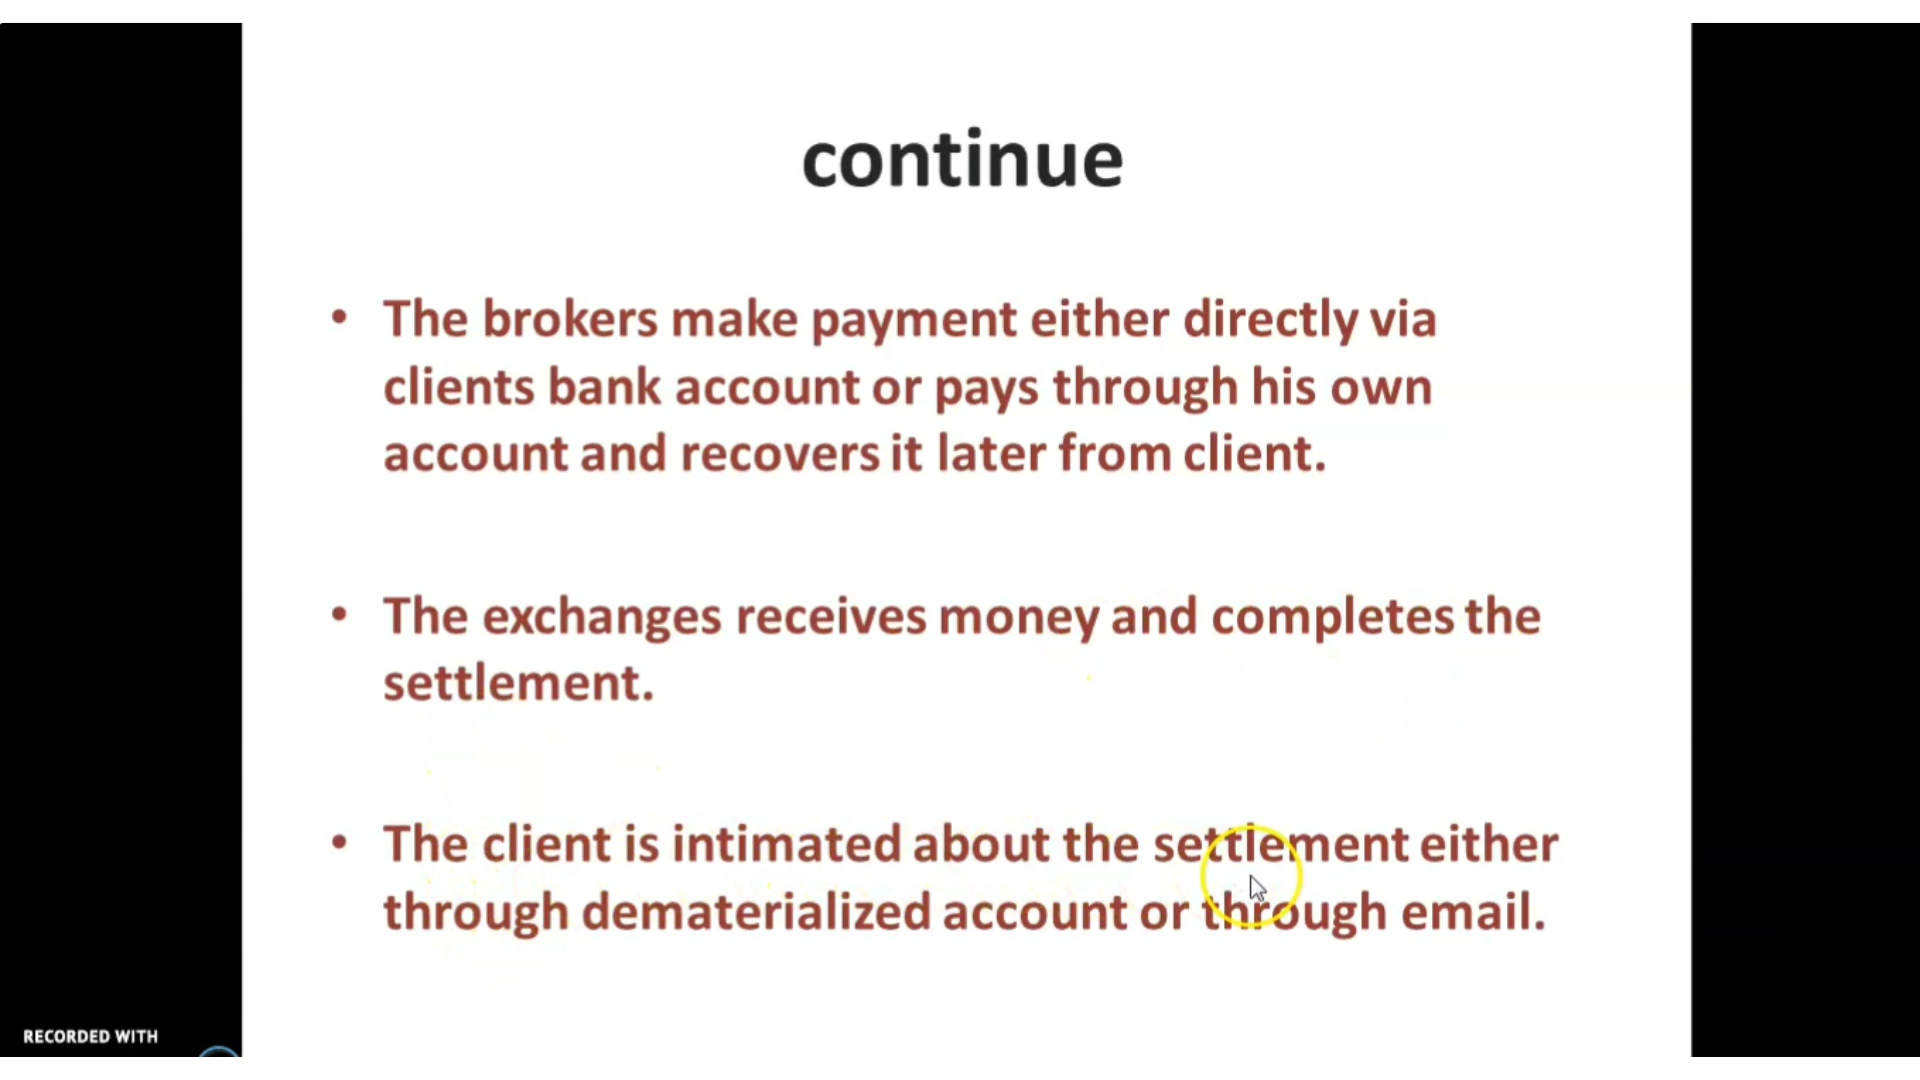 continue
• The brokers make payment either directly via
clients bank account or pays through his own
account and recovers it later from client.
• The exchanges receives money and completes the
settlement.
• The client is intimated about the settlement either
through dematerialized account or through email.
RECORDED WITH